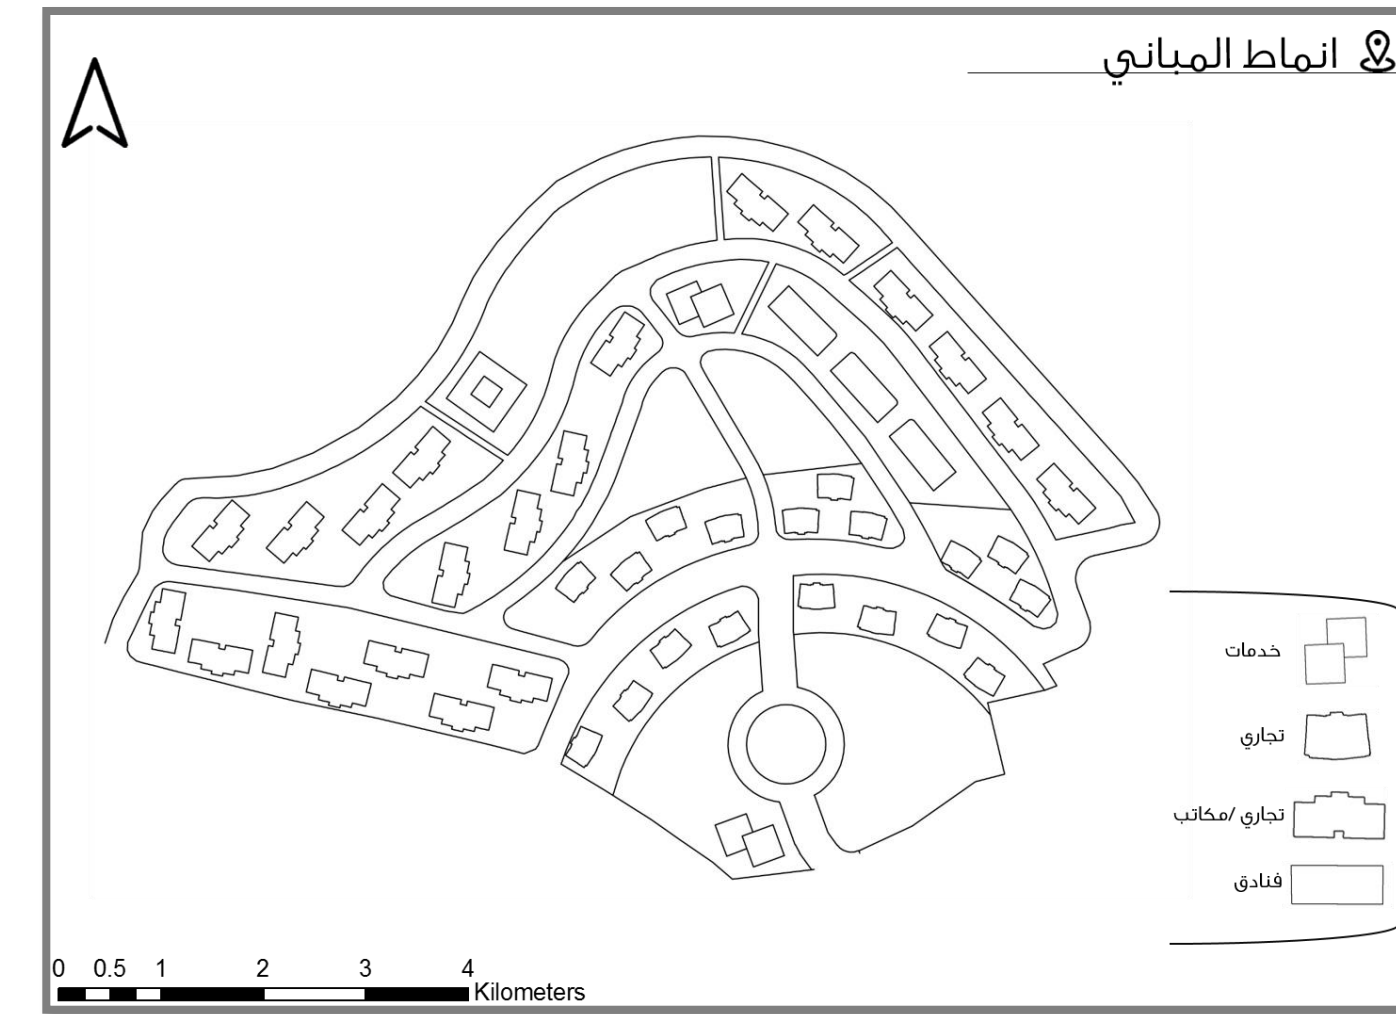 انماط المباني
خدمات
تجاري
تجاري /مكاتب
فنادق
0 0.5 1 2 3 4
Kilometers